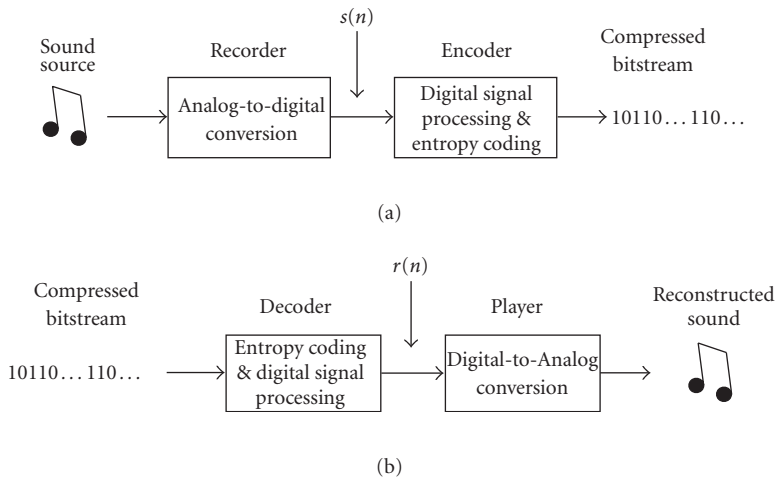 s(n)
Sound
source
Recorder
Encoder
Compressed
bitstream
Analog-to-digital
conversion
Digital signal
processing &
entropy coding
10110...110...
(a)
r(n)
Compressed
bitstream
Decoder
Player
Reconstructed
sound
10110...110...
Entropy coding
& digital signal
processing
Digital-to-Analog
conversion
(b)